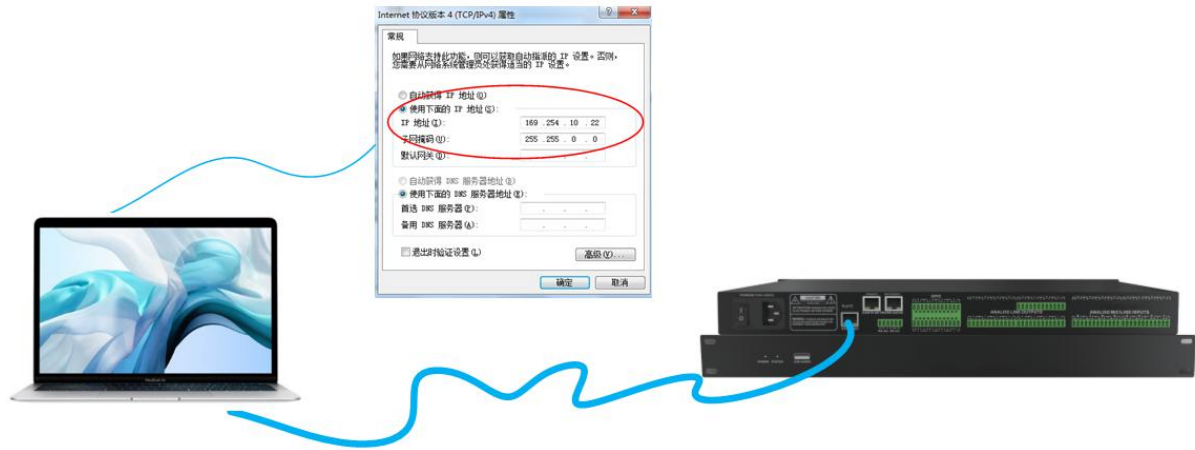 Internet 协议版本 4 (TCP/IPv4) 属性
常规
如果网络支持此功能，则可以获取自动指派的 IP 设置。否则，
您需要从网络系统管理员处获得适当的 IP 设置。
自动获得 IP 地址(O)
使用下面的 IP 地址(S):
IP 地址(I): 169 . 254 . 10 . 22
子网掩码(U): 255 . 255 . 0 . 0
默认网关(D): . . .
自动获得 DNS 服务器地址(B)
使用下面的 DNS 服务器地址(E):
首选 DNS 服务器(P): . . .
备用 DNS 服务器(A): . . .
退出时验证设置(L)
高级(V)...
确定 取消
ANALOG LINE OUTPUTS
ANALOG MIC/LINE INPUTS